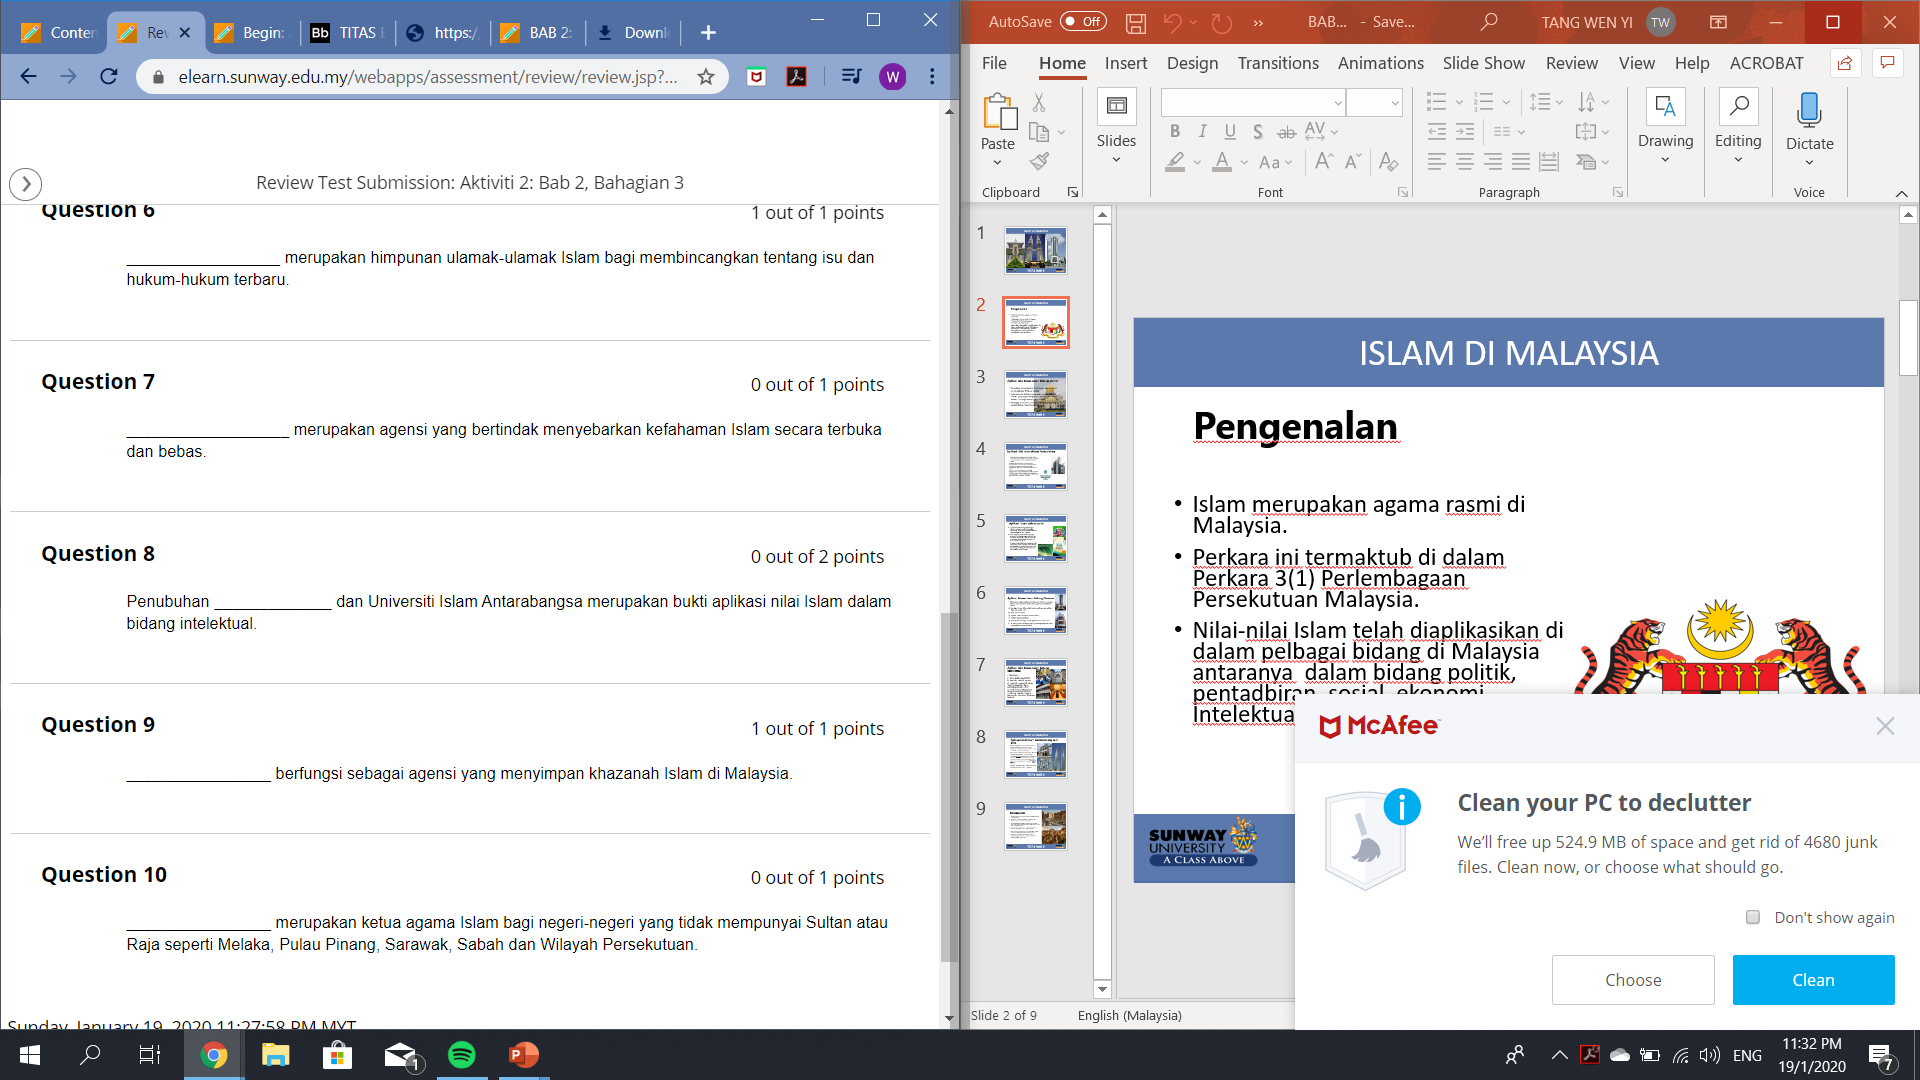 Conten
Rev
Begin:
Bb
TITAS
https:/
BAB 2:
Downl
elearn.sunway.edu.my/webapps/assessment/review/review.jsp?...
W
Review Test Submission: Aktiviti 2: Bab 2, Bahagian 3
Question 6
1 out of 1 points
_________________ merupakan himpunan ulamak-ulamak Islam bagi membincangkan tentang isu dan
hukum-hukum terbaru.
Question 7
0 out of 1 points
__________________ merupakan agensi yang bertindak menyebarkan kefahaman Islam secara terbuka
dan bebas.
Question 8
0 out of 2 points
Penubuhan _____________ dan Universiti Islam Antarabangsa merupakan bukti aplikasi nilai Islam dalam
bidang intelektual.
Question 9
1 out of 1 points
________________ berfungsi sebagai agensi yang menyimpan khazanah Islam di Malaysia.
Question 10
0 out of 1 points
________________ merupakan ketua agama Islam bagi negeri-negeri yang tidak mempunyai Sultan atau
Raja seperti Melaka, Pulau Pinang, Sarawak, Sabah dan Wilayah Persekutuan.
Sunday, January 19, 2020 11:27:58 PM MYT
AutoSave Off
BAB... - Save...
TANG WEN YI TW
File Home Insert Design Transitions Animations Slide Show Review View Help ACROBAT
Paste
Slides
Drawing
Editing
Dictate
B I U S ab AV
A Aa A A A
Clipboard
Font
Paragraph
Voice
1
2
3
4
5
6
7
8
9
ISLAM DI MALAYSIA
Pengenalan
• Islam merupakan agama rasmi di
Malaysia.
• Perkara ini termaktub di dalam
Perkara 3(1) Perlembagaan
Persekutuan Malaysia.
• Nilai-nilai Islam telah diaplikasikan di
dalam pelbagai bidang di Malaysia
antaranya dalam bidang politik,
pentadbiran, sosial, ekonomi
Intelektua
SUNWAY
UNIVERSITY
A CLASS ABOVE
McAfee
Clean your PC to declutter
We'll free up 524.9 MB of space and get rid of 4680 junk
files. Clean now, or choose what should go.
Don't show again
Choose
Clean
Slide 2 of 9
English (Malaysia)
1
ENG
11:32 PM
19/1/2020
7